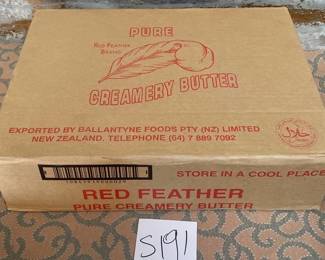 PURE
RED FEATHER
BRAND
CREAMERY BUTTER
EXPORTED BY BALLANTYNE FOODS PTY (NZ) LIMITED
NEW ZEALAND. TELEPHONE (64) 7 889 7092
STORE IN A COOL PLACE
RED FEATHER
PURE CREAMERY BUTTER
S191